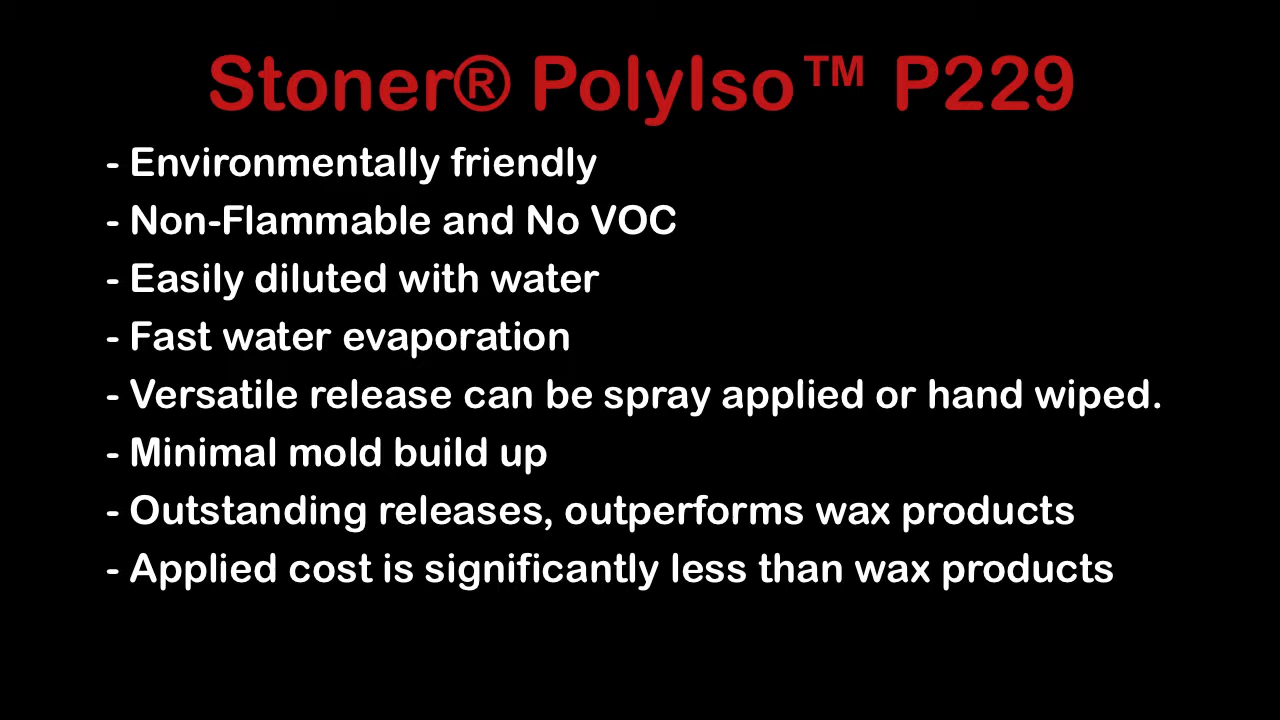 Stoner® PolyIso™ P229
- Environmentally friendly
- Non-Flammable and No VOC
- Easily diluted with water
- Fast water evaporation
- Versatile release can be spray applied or hand wiped.
- Minimal mold build up
- Outstanding releases, outperforms wax products
- Applied cost is significantly less than wax products